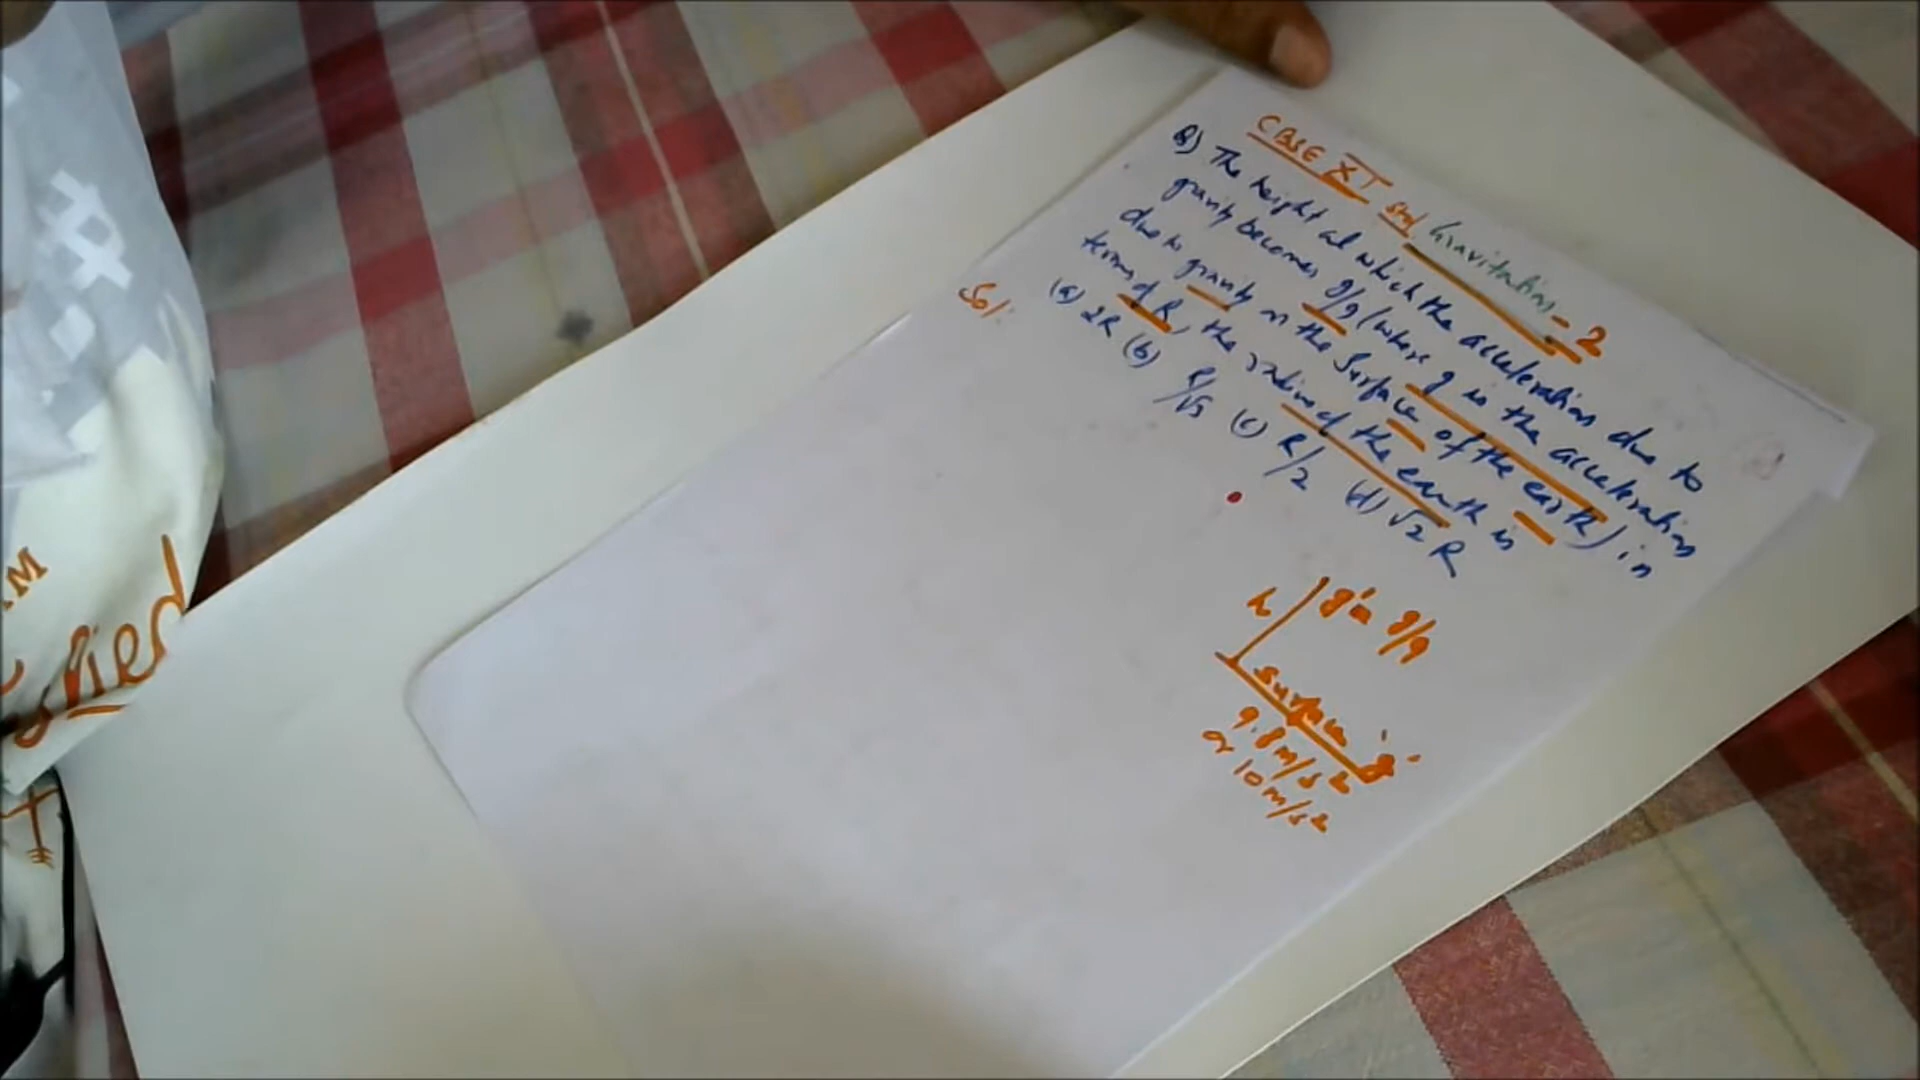 CBSE XI std Gravitation - 2
Q) The height at which the acceleration due to
gravity becomes g/9 (where g is the acceleration
due to gravity on the surface of the earth) in
terms of R, the radius of the earth is
(a) 2R (b) R/√3 (c) R/2 (d) √2 R
Sol:
h g' = g/9
surface 'g'
9.8 m/s2
or 10 m/s2
M
fied